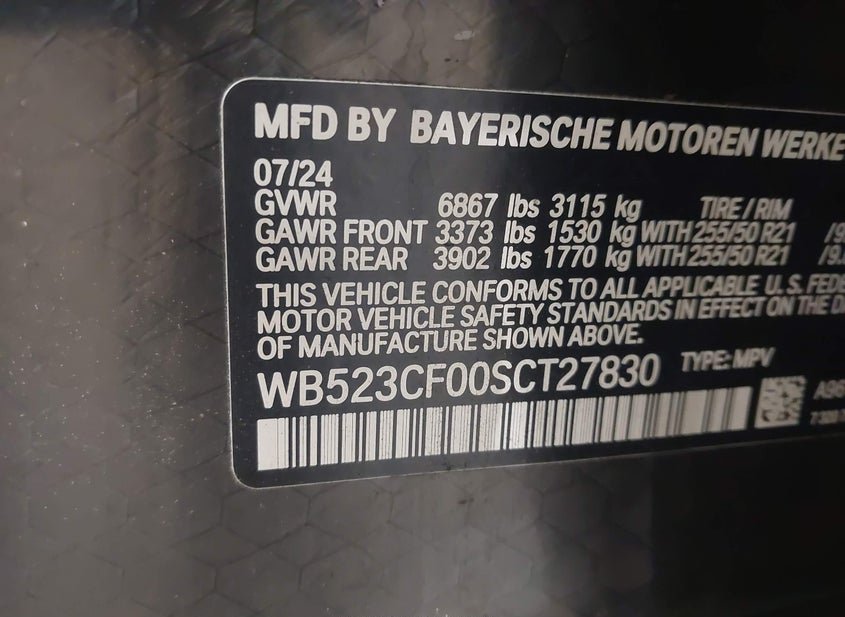 MFD BY BAYERISCHE MOTOREN WERKE
07/24
GVWR 6867 lbs 3115 kg TIRE / RIM
GAWR FRONT 3373 lbs 1530 kg WITH 255/50 R21 /9
GAWR REAR 3902 lbs 1770 kg WITH 255/50 R21 /9.
THIS VEHICLE CONFORMS TO ALL APPLICABLE U. S. FEDE
MOTOR VEHICLE SAFETY STANDARDS IN EFFECT ON THE D
OF MANUFACTURE SHOWN ABOVE.
WB523CF00SCT27830 TYPE: MPV